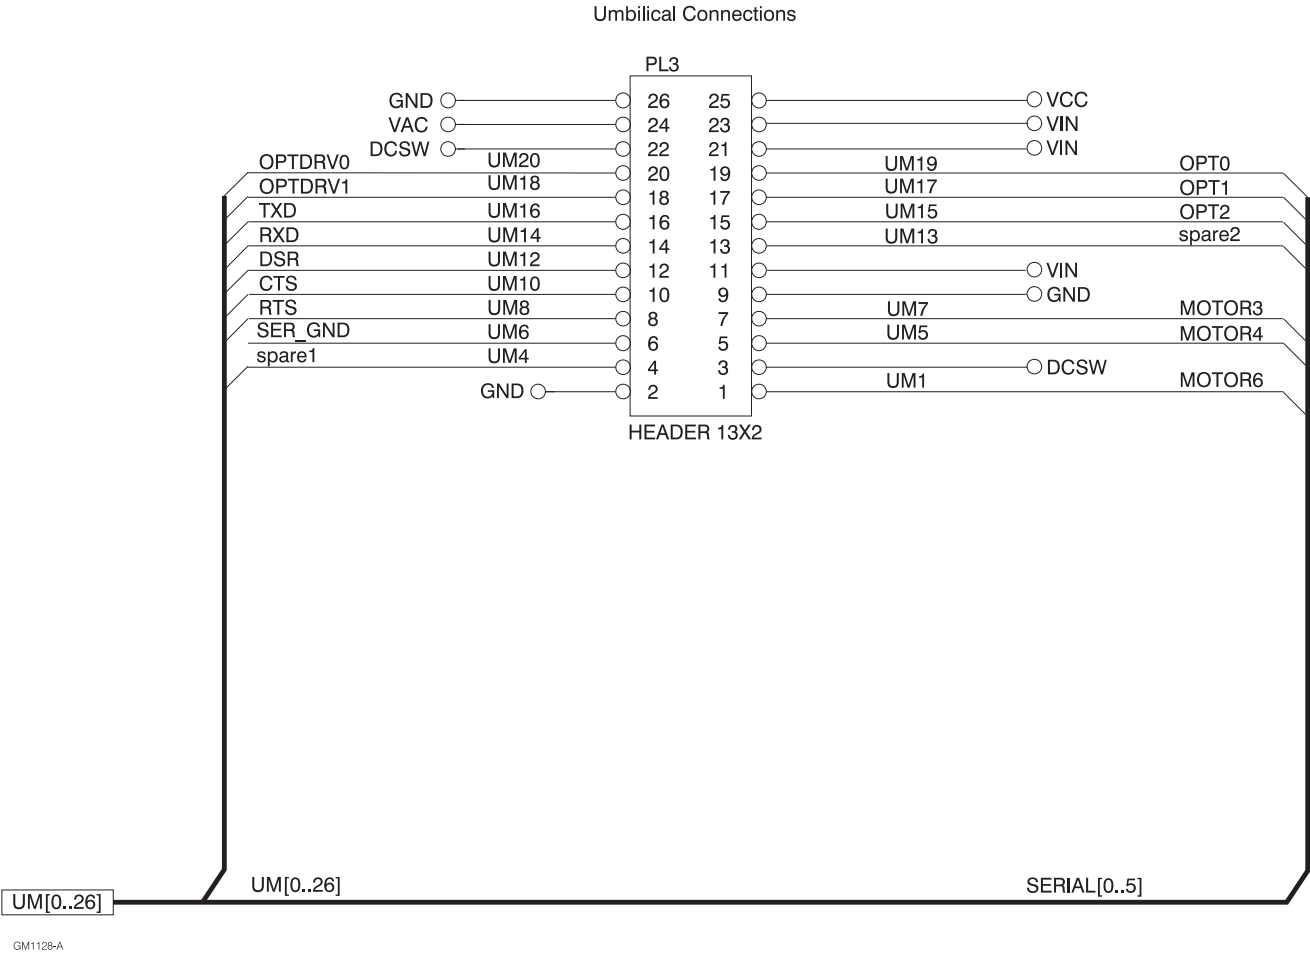 Umbilical Connections
PL3
GND 26 25 VCC
VAC 24 23 VIN
DCSW 22 21 VIN
OPTDRV0 UM20 20 19 UM19 OPT0
OPTDRV1 UM18 18 17 UM17 OPT1
TXD UM16 16 15 UM15 OPT2
RXD UM14 14 13 UM13 spare2
DSR UM12 12 11 VIN
CTS UM10 10 9 GND
RTS UM8 8 7 UM7 MOTOR3
SER_GND UM6 6 5 UM5 MOTOR4
spare1 UM4 4 3 DCSW
GND 2 1 UM1 MOTOR6
HEADER 13X2
UM[0..26] SERIAL[0..5]
UM[0..26]
GM1128-A